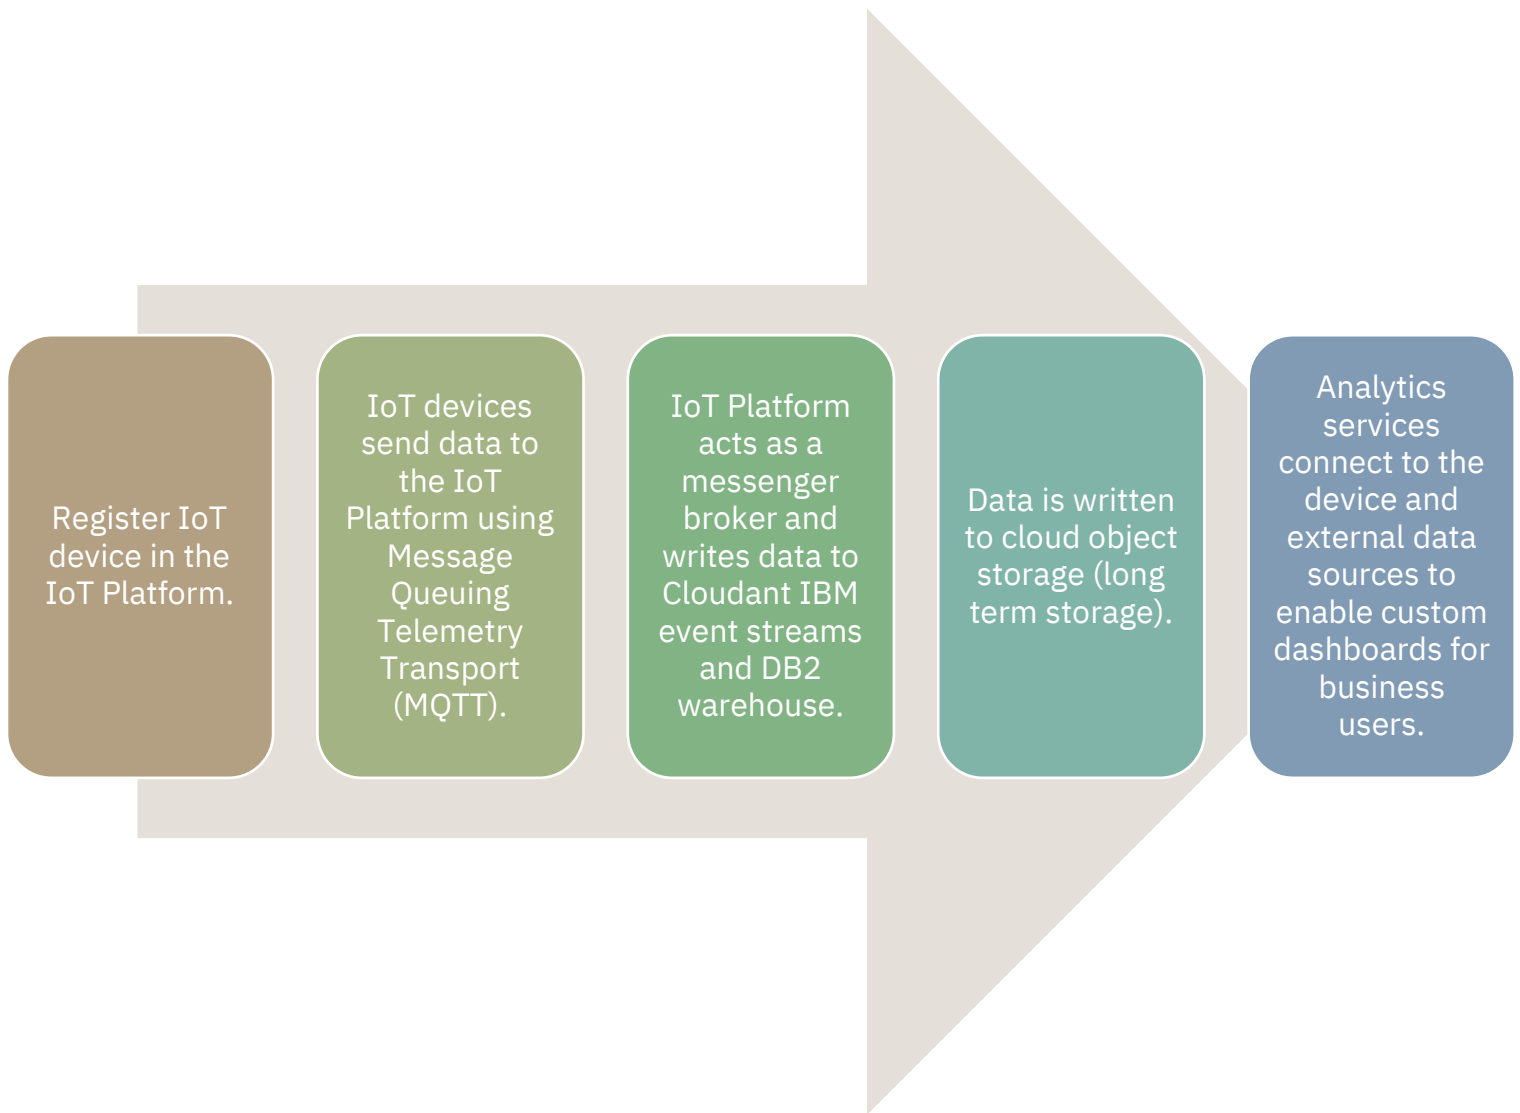 Register IoT
device in the
IoT Platform.
IoT devices
send data to
the IoT
Platform using
Message
Queuing
Telemetry
Transport
(MQTT).
IoT Platform
acts as a
messenger
broker and
writes data to
Cloudant IBM
event streams
and DB2
warehouse.
Data is written
to cloud object
storage (long
term storage).
Analytics
services
connect to the
device and
external data
sources to
enable custom
dashboards for
business
users.